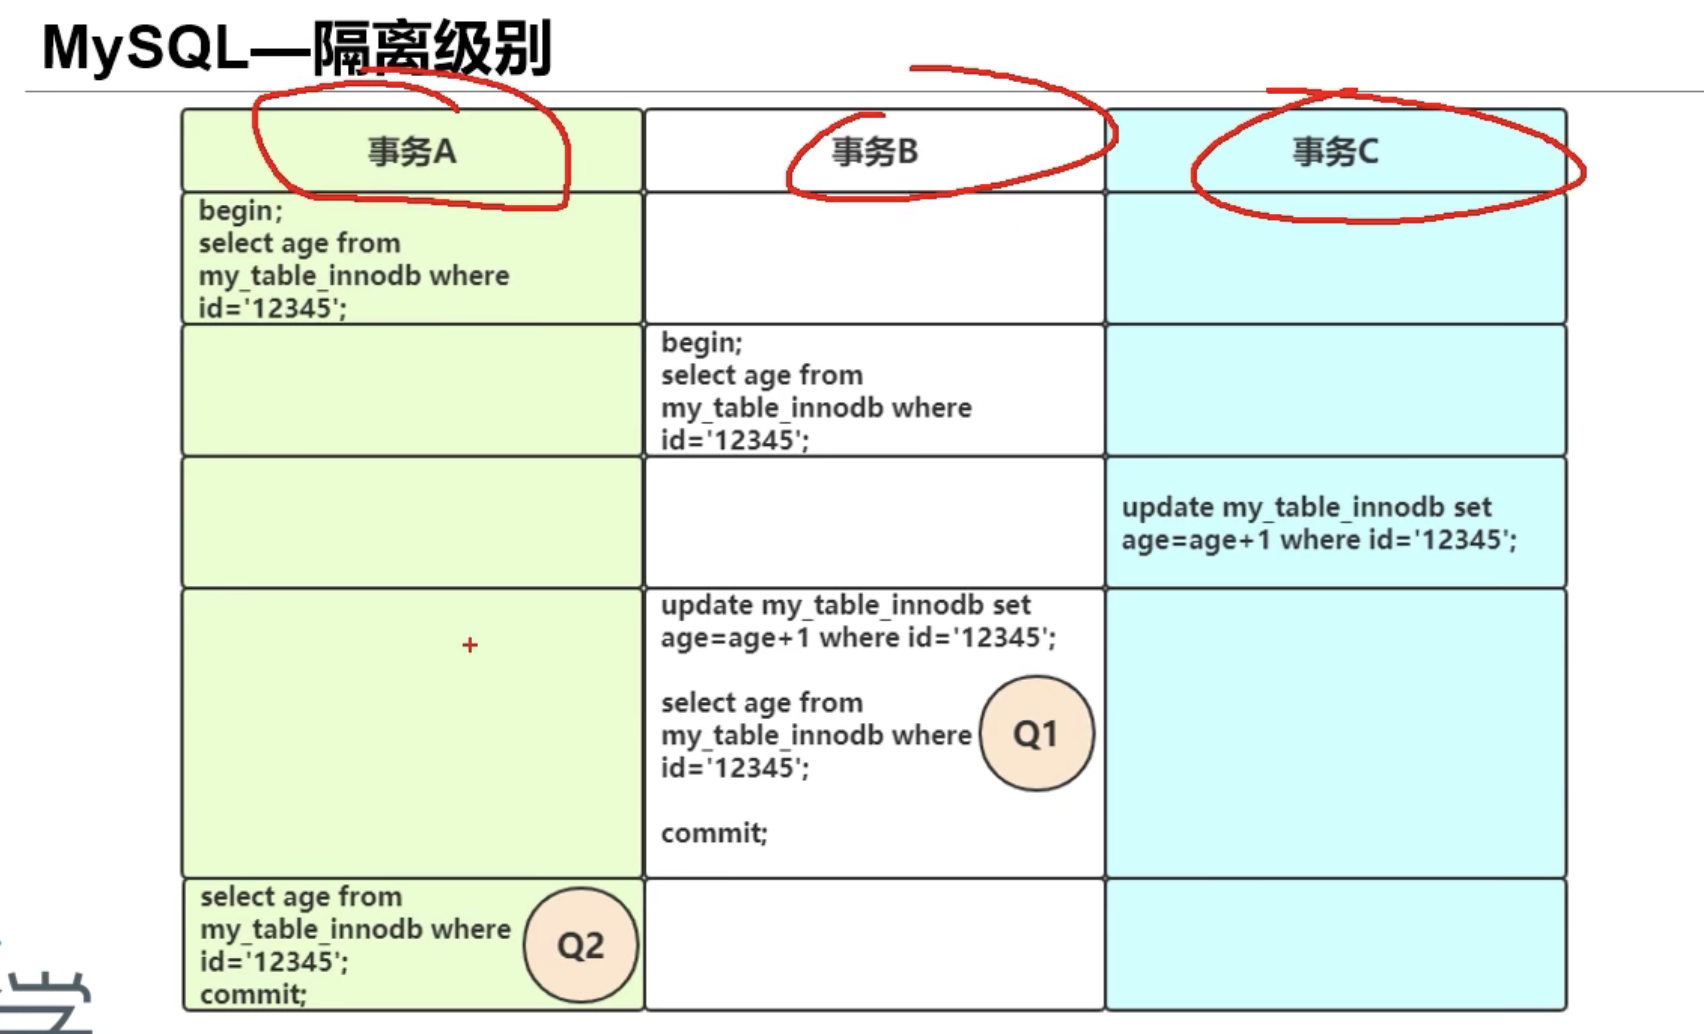 MySQL—隔离级别
事务A
事务B
事务C
begin;
select age from
my_table_innodb where
id='12345';
begin;
select age from
my_table_innodb where
id='12345';
update my_table_innodb set
age=age+1 where id='12345';
update my_table_innodb set
age=age+1 where id='12345';
select age from
my_table_innodb where
id='12345';
Q1
commit;
select age from
my_table_innodb where
id='12345';
commit;
Q2